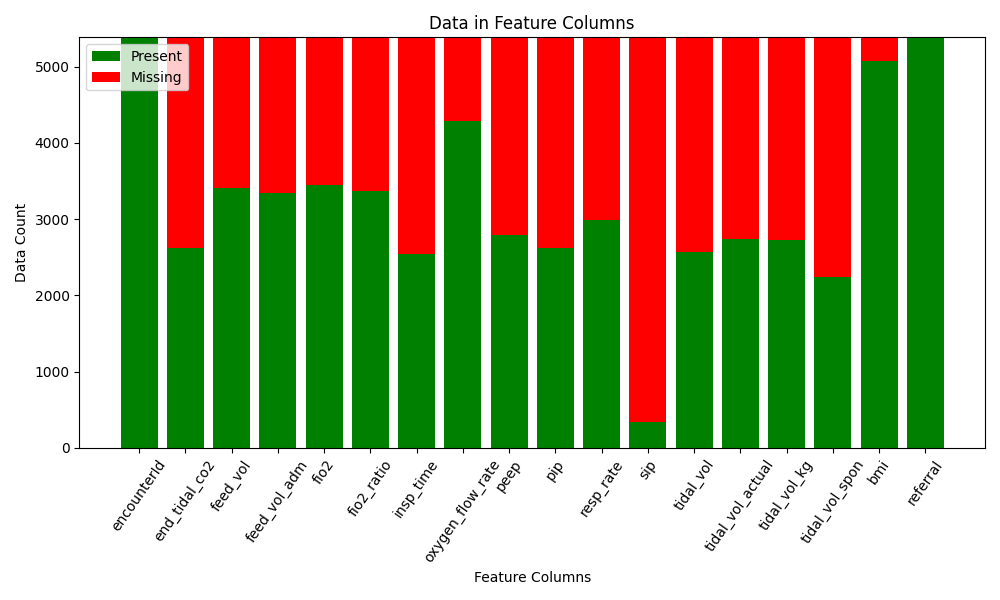 Data in Feature Columns
Present
Missing
Data Count
5000
4000
3000
2000
1000
0
encounterId
end_tidal_co2
feed_vol
feed_vol_adm
fio2
fio2_ratio
insp_time
oxygen_flow_rate
peep
pip
resp_rate
sip
tidal_vol
tidal_vol_actual
tidal_vol_kg
tidal_vol_spon
bmi
referral
Feature Columns